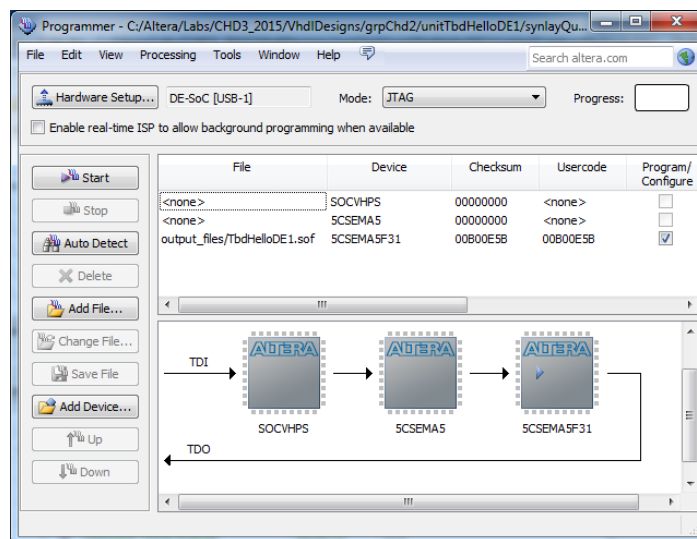 Programmer - C:/Altera/Labs/CHD3_2015/VhdlDesigns/grpChd2/unitTbdHelloDE1/synlayQu...
File Edit View Processing Tools Window Help
Search altera.com
Hardware Setup... DE-SoC [USB-1] Mode: JTAG Progress:
Enable real-time ISP to allow background programming when available
Start
Stop
Auto Detect
Delete
Add File...
Change File...
Save File
Add Device...
Up
Down
File Device Checksum Usercode Program/
Configure
<none> SOCVHPS 00000000 <none>
<none> 5CSEMA5 00000000 <none>
output_files/TbdHelloDE1.sof 5CSEMA5F31 00B00E5B 00B00E5B
TDI
ALTERA ALTERA ALTERA
SOCVHPS 5CSEMA5 5CSEMA5F31
TDO